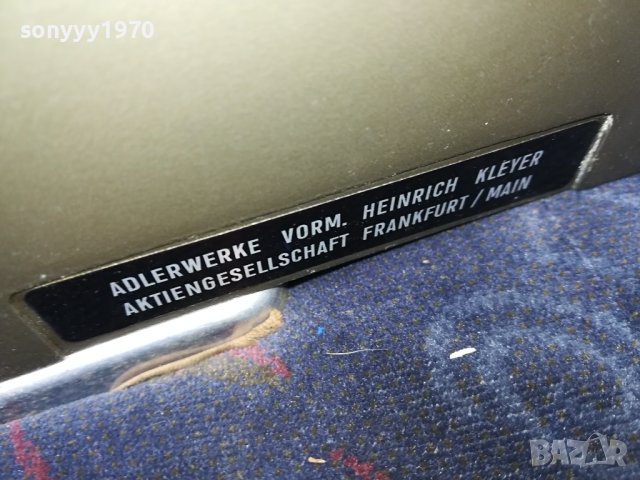 sonyyy1970
ADLERWERKE VORM. HEINRICH KLEYER
AKTIENGESELLSCHAFT FRANKFURT/MAIN
BAZAR